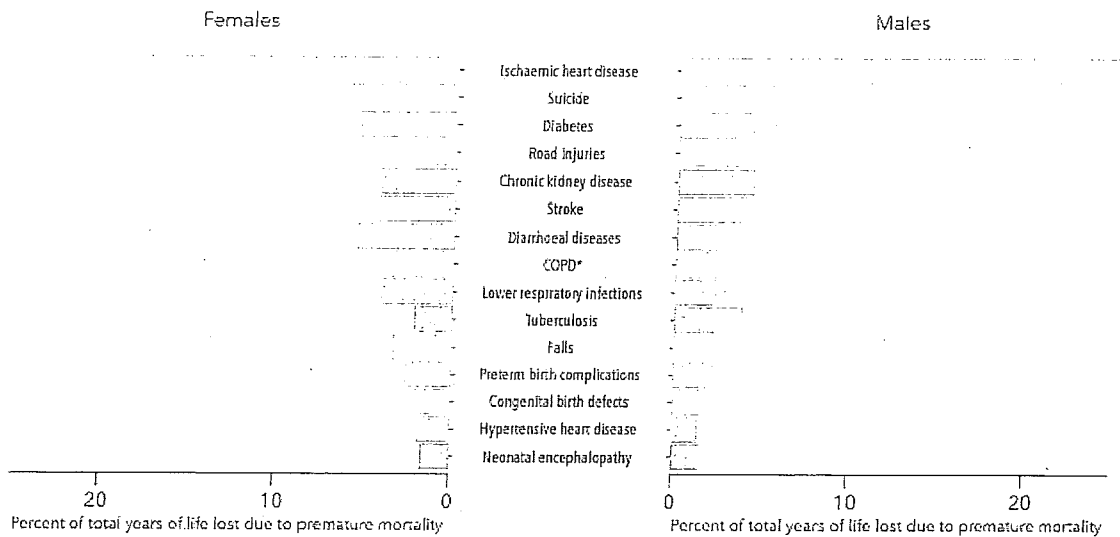 Females
Males
Ischaemic heart disease
Suicide
Diabetes
Road Injuries
Chronic kidney disease
Stroke
Diarrhoeal diseases
COPD*
Lower respiratory infections
Tuberculosis
Falls
Preterm birth complications
Congenital birth defects
Hypertensive heart disease
Neonatal encephalopathy
20 10 0
0 10 20
Percent of total years of life lost due to premature mortality
Percent of total years of life lost due to premature mortality